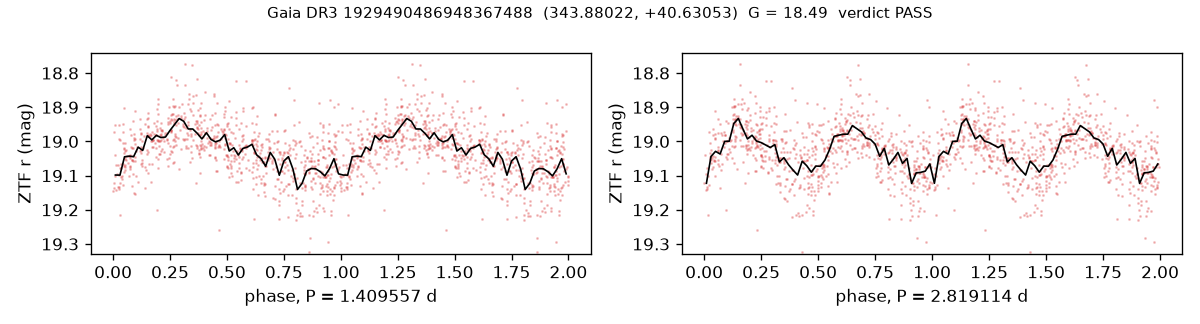 Gaia DR3 1929490486948367488  (343.88022, +40.63053)  G = 18.49  verdict PASS
ZTF r (mag)
18.8
18.9
19.0
19.1
19.2
19.3
0.00 0.25 0.50 0.75 1.00 1.25 1.50 1.75 2.00
phase, P = 1.409557 d
ZTF r (mag)
18.8
18.9
19.0
19.1
19.2
19.3
0.00 0.25 0.50 0.75 1.00 1.25 1.50 1.75 2.00
phase, P = 2.819114 d